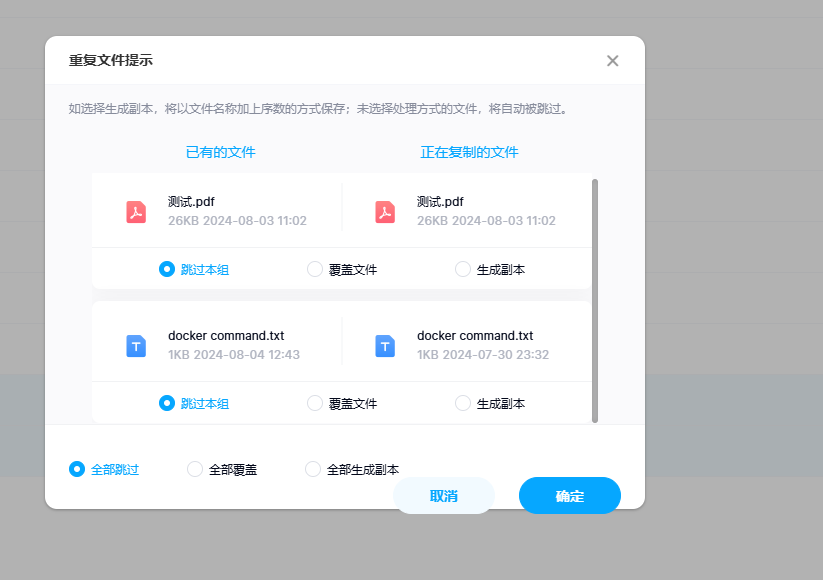 重复文件提示
如选择生成副本，将以文件名称加上序数的方式保存；未选择处理方式的文件，将自动被跳过。
已有的文件 正在复制的文件
测试.pdf 测试.pdf
26KB 2024-08-03 11:02 26KB 2024-08-03 11:02
跳过本组 覆盖文件 生成副本
docker command.txt docker command.txt
1KB 2024-08-04 12:43 1KB 2024-07-30 23:32
跳过本组 覆盖文件 生成副本
全部跳过 全部覆盖 全部生成副本
取消 确定